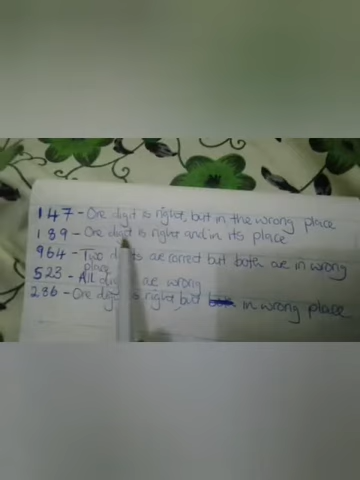 147 - One digit is right, but in the wrong place
189 - One digit is right and in its place
964 - Two digits are correct but both are in wrong
place
523 - All are wrong
286 - One digit is right, but in wrong place